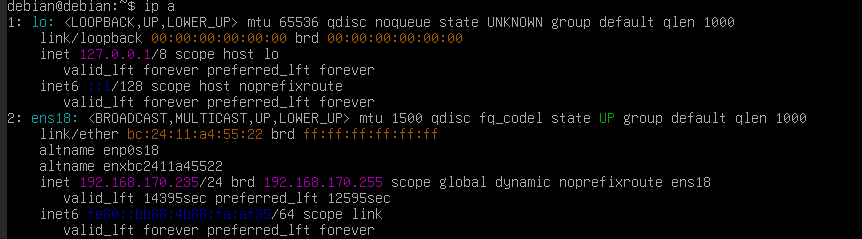 debian@debian:~$ ip a
1: lo: <LOOPBACK,UP,LOWER_UP> mtu 65536 qdisc noqueue state UNKNOWN group default qlen 1000
    link/loopback 00:00:00:00:00:00 brd 00:00:00:00:00:00
    inet 127.0.0.1/8 scope host lo
       valid_lft forever preferred_lft forever
    inet6 ::1/128 scope host noprefixroute
       valid_lft forever preferred_lft forever
2: ens18: <BROADCAST,MULTICAST,UP,LOWER_UP> mtu 1500 qdisc fq_codel state UP group default qlen 1000
    link/ether bc:24:11:a4:55:22 brd ff:ff:ff:ff:ff:ff
    altname enp0s18
    altname enxbc2411a45522
    inet 192.168.170.235/24 brd 192.168.170.255 scope global dynamic noprefixroute ens18
       valid_lft 14395sec preferred_lft 12595sec
    inet6 /64 scope link
       valid_lft forever preferred_lft forever